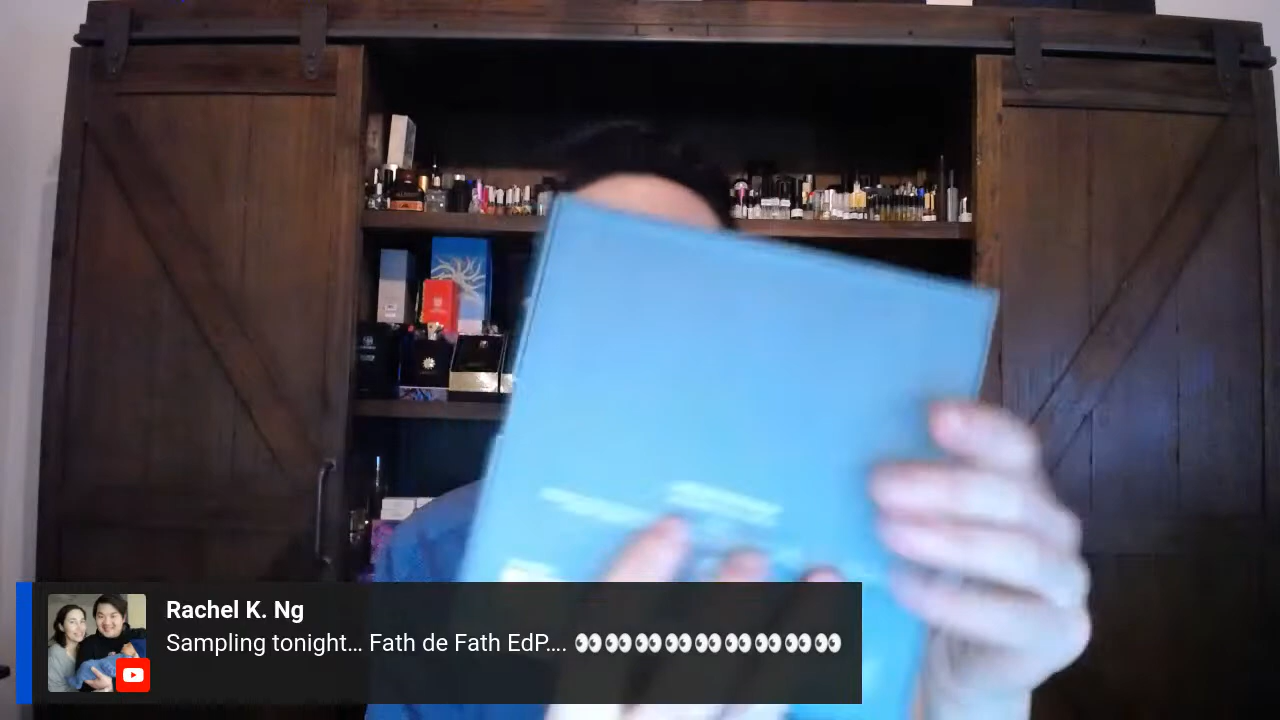 Rachel K. Ng
Sampling tonight... Fath de Fath EdP.... 👀👀👀👀👀👀👀👀👀